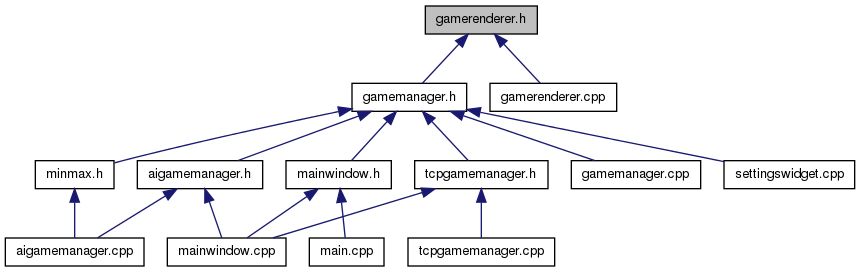 gamerenderer.h
gamemanager.h
gamerenderer.cpp
minmax.h
aigamemanager.h
mainwindow.h
tcpgamemanager.h
gamemanager.cpp
settingswidget.cpp
aigamemanager.cpp
mainwindow.cpp
main.cpp
tcpgamemanager.cpp